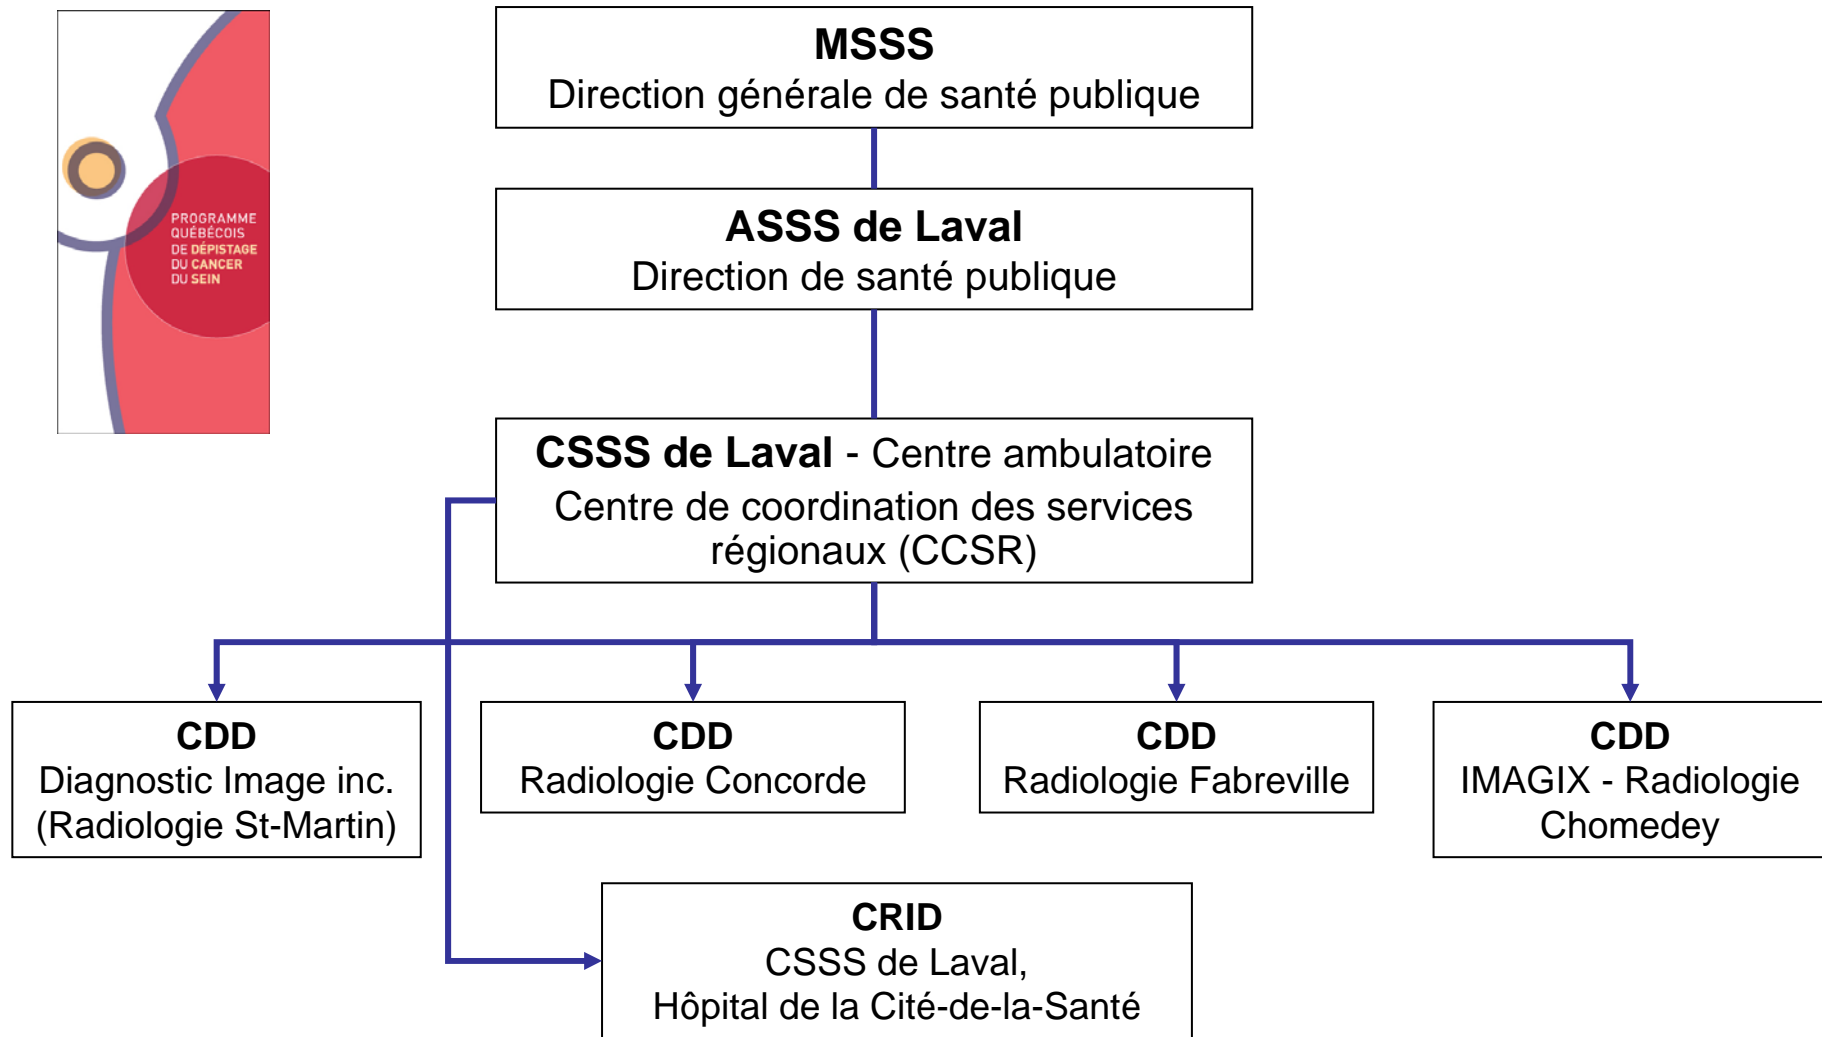 PROGRAMME
QUÉBÉCOIS
DE DÉPISTAGE
DU CANCER
DU SEIN
MSSS
Direction générale de santé publique
ASSS de Laval
Direction de santé publique
CSSS de Laval - Centre ambulatoire
Centre de coordination des services
régionaux (CCSR)
CDD
Diagnostic Image inc.
(Radiologie St-Martin)
CDD
Radiologie Concorde
CDD
Radiologie Fabreville
CDD
IMAGIX - Radiologie
Chomedey
CRID
CSSS de Laval,
Hôpital de la Cité-de-la-Santé